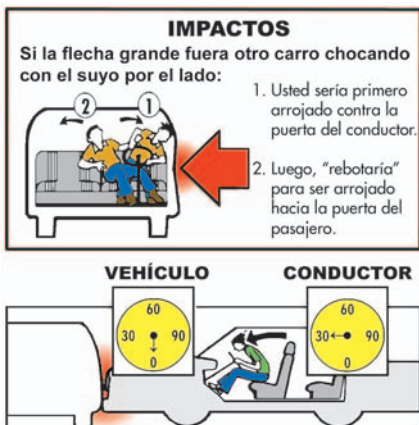 IMPACTOS
Si la flecha grande fuera otro carro chocando
con el suyo por el lado:
2
1
1. Usted sería primero
arrojado contra la
puerta del conductor.
2. Luego, "rebotaría"
para ser arrojado
hacia la puerta del
pasajero.
VEHÍCULO
CONDUCTOR
60
30
90
0
60
30
90
0